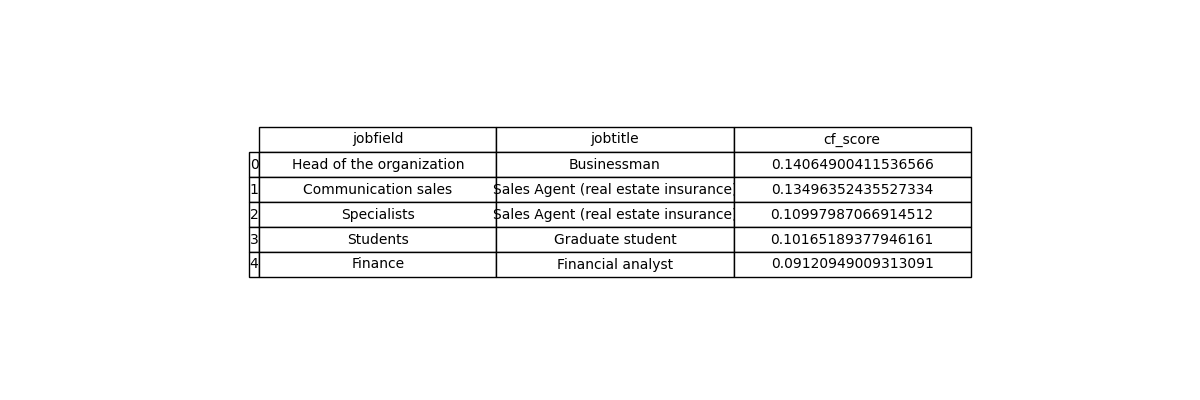 jobfield jobtitle cf_score
0 Head of the organization Businessman 0.14064900411536566
1 Communication sales Sales Agent (real estate insurance) 0.13496352435527334
2 Specialists Sales Agent (real estate insurance) 0.10997987066914512
3 Students Graduate student 0.10165189377946161
4 Finance Financial analyst 0.09120949009313091